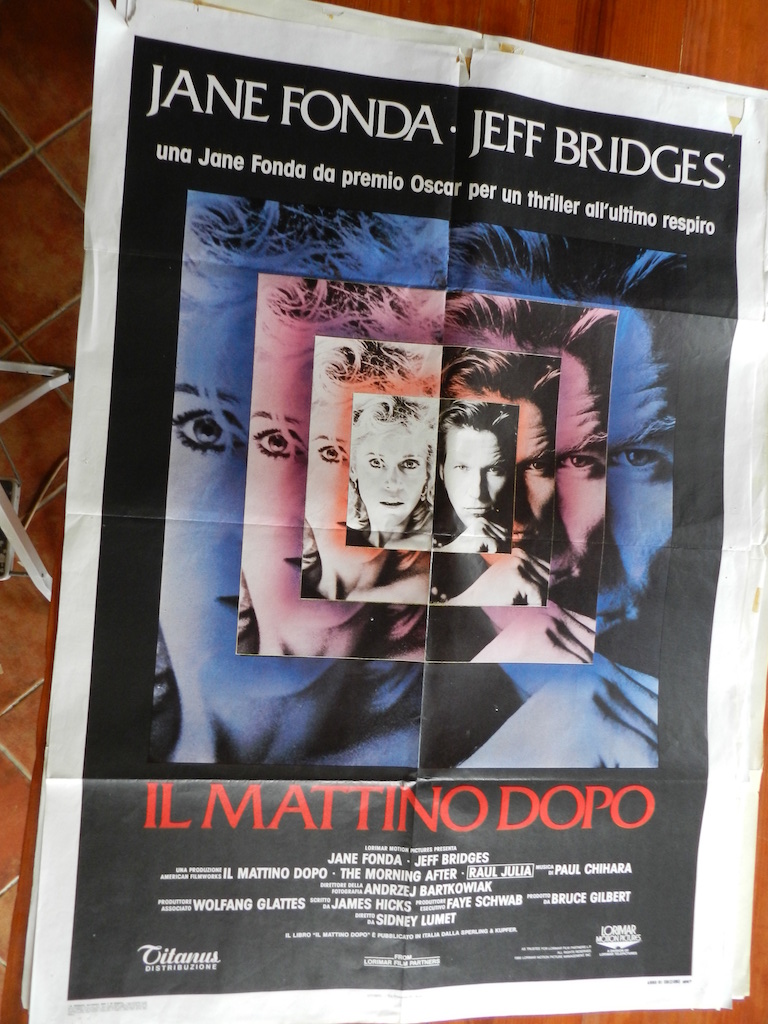 JANE FONDA · JEFF BRIDGES
una Jane Fonda da premio Oscar per un thriller all'ultimo respiro
IL MATTINO DOPO
LORIMAR MOTION PICTURES PRESENTA
JANE FONDA · JEFF BRIDGES
UNA PRODUZIONE AMERICAN FILMWORKS IL MATTINO DOPO · THE MORNING AFTER · RAUL JULIA MUSICA DI PAUL CHIHARA
DIRETTORE DELLA FOTOGRAFIA ANDRZEJ BARTKOWIAK
PRODUTTORE ASSOCIATO WOLFANG GLATTES SCRITTO DA JAMES HICKS PRODUTTORE ESECUTIVO FAYE SCHWAB PRODOTTO DA BRUCE GILBERT
DIRETTO DA SIDNEY LUMET
IL LIBRO "IL MATTINO DOPO" È PUBBLICATO IN ITALIA DALLA SPERLING & KUPFER.
Titanus
DISTRIBUZIONE
FROM
LORIMAR FILM PARTNERS
LORIMAR
MOTION PICTURES